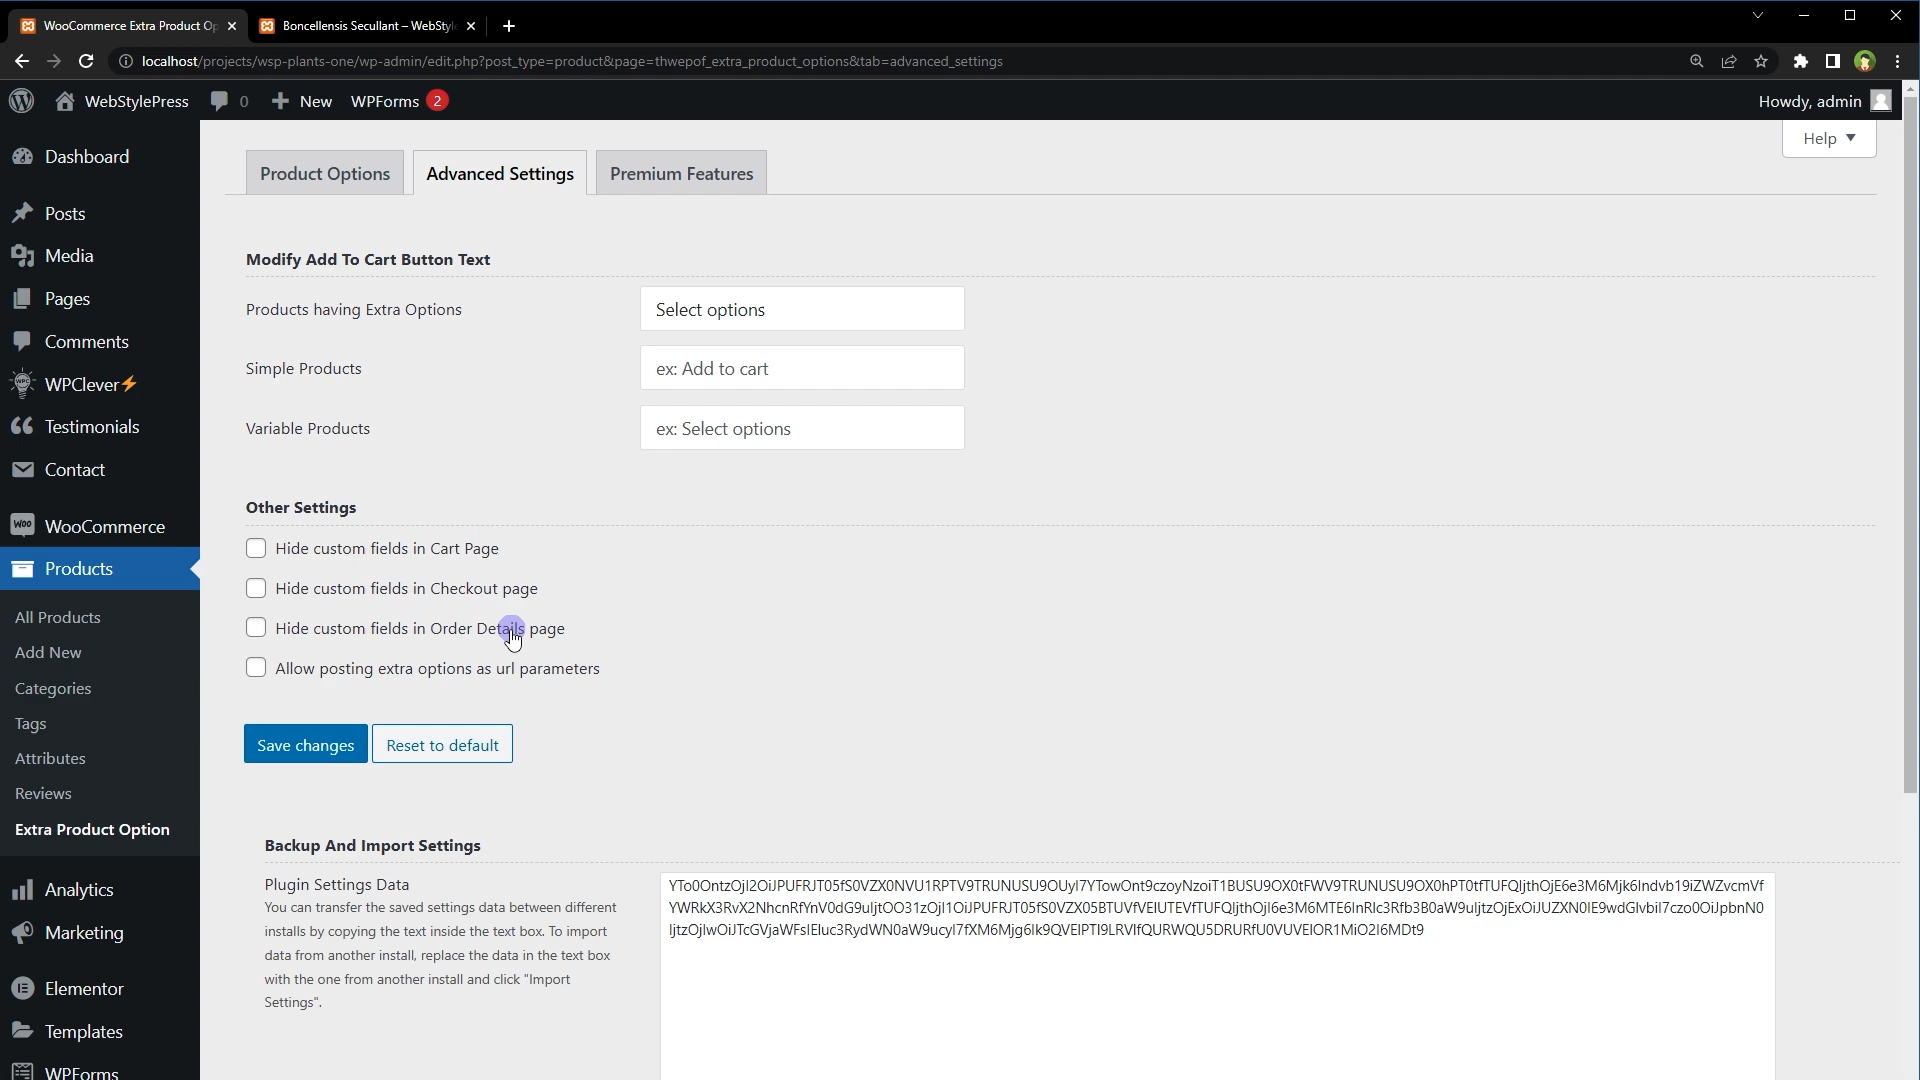 WooCommerce Extra Product Op
Boncellensis Secullant – WebStyle
localhost/projects/wsp-plants-one/wp-admin/edit.php?post_type=product&page=thwepof_extra_product_options&tab=advanced_settings
WebStylePress
0
New
WPForms 2
Howdy, admin
Help
Dashboard
Posts
Media
Pages
Comments
WPClever⚡
Testimonials
Contact
WooCommerce
Products
All Products
Add New
Categories
Tags
Attributes
Reviews
Extra Product Option
Analytics
Marketing
Elementor
Templates
WPForms
Product Options
Advanced Settings
Premium Features
Modify Add To Cart Button Text
Products having Extra Options
Select options
Simple Products
ex: Add to cart
Variable Products
ex: Select options
Other Settings
Hide custom fields in Cart Page
Hide custom fields in Checkout page
Hide custom fields in Order Details page
Allow posting extra options as url parameters
Save changes
Reset to default
Backup And Import Settings
Plugin Settings Data
You can transfer the saved settings data between different
installs by copying the text inside the text box. To import
data from another install, replace the data in the text box
with the one from another install and click "Import
Settings".